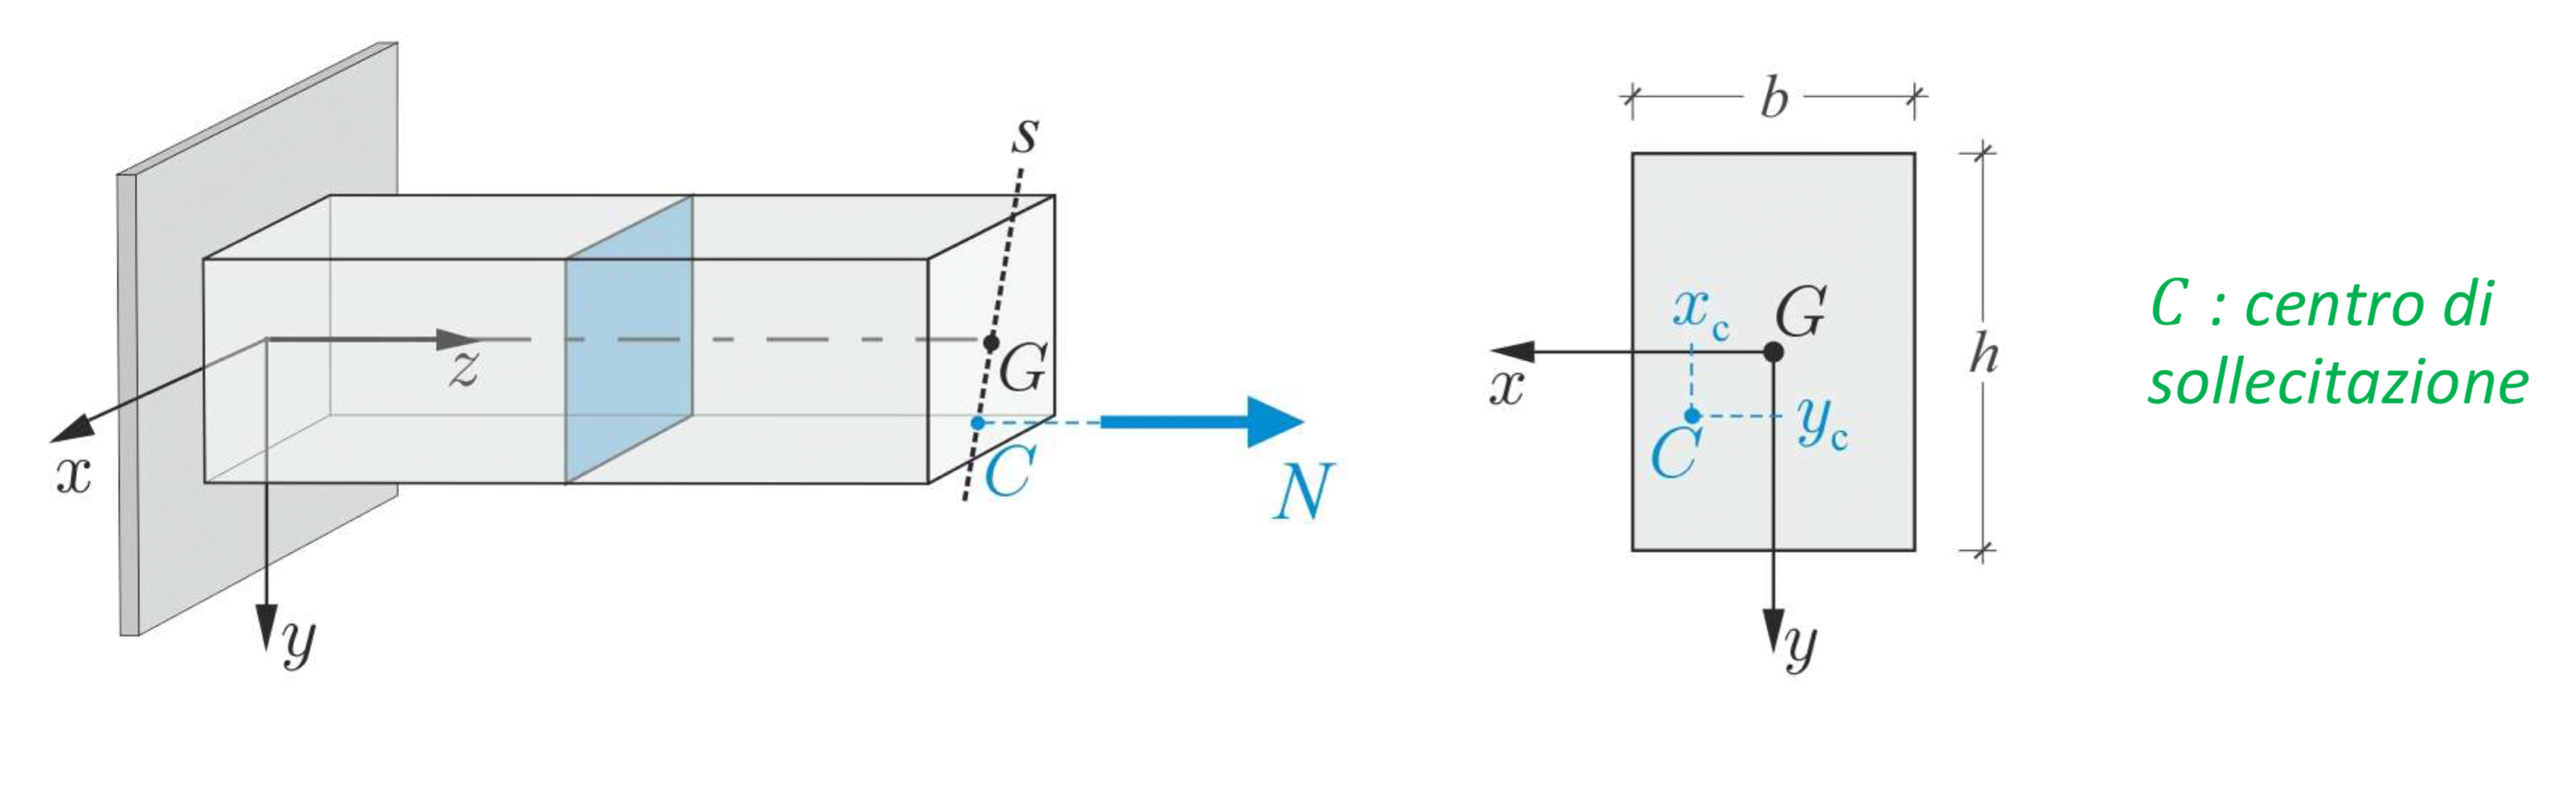 s
z
G
C
N
x
y
b
h
x_c
G
x
C
y_c
y
C : centro di
sollecitazione